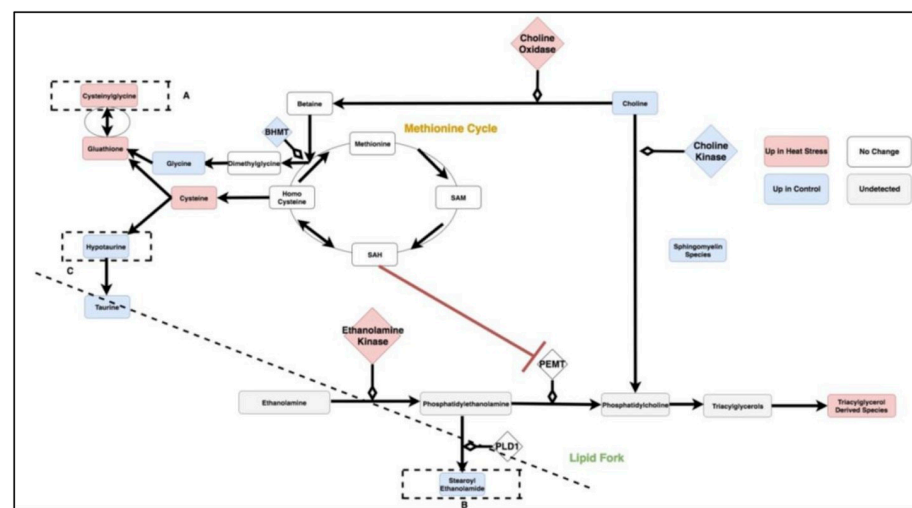 Choline
Oxidase
Cysteinylglycine
A
Betaine
Choline
BHMT
Methionine Cycle
Gluathione
Methionine
Glycine
Dimethylglycine
Choline
Kinase
Up in Heat Stress
No Change
Up in Control
Undetected
Cysteine
Homo
Cysteine
SAM
Hypotaurine
SAH
Sphingomyelin
Species
C
Taurine
Ethanolamine
Kinase
PEMT
Ethanolamine
Phosphatidylethanolamine
Phosphatidylcholine
Triacylglycerols
Triacylglycerol
Derived Species
PLD1
Lipid Fork
Stearoyl
Ethanolamide
B